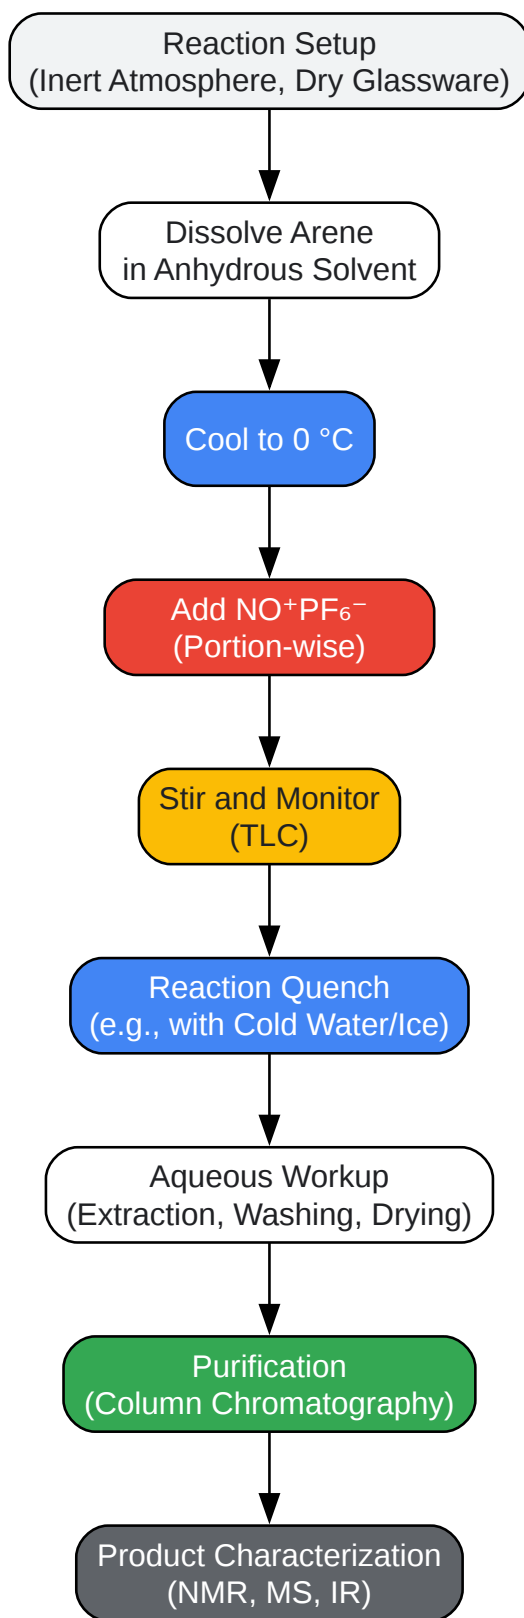 Reaction Setup
(Inert Atmosphere, Dry Glassware)
Dissolve Arene
in Anhydrous Solvent
Cool to 0 °C
Add NO⁺PF₆⁻
(Portion-wise)
Stir and Monitor
(TLC)
Reaction Quench
(e.g., with Cold Water/Ice)
Aqueous Workup
(Extraction, Washing, Drying)
Purification
(Column Chromatography)
Product Characterization
(NMR, MS, IR)